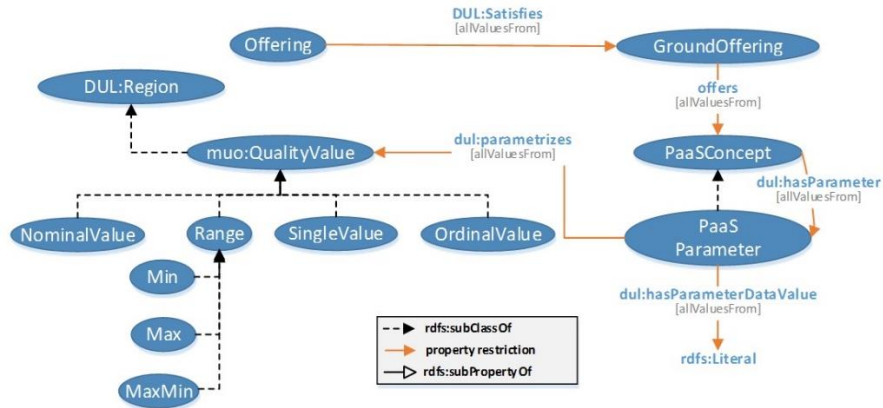 DUL:Satisfies
[allValuesFrom]
Offering
GroundOffering
DUL:Region
offers
[allValuesFrom]
muo:QualityValue
dul:parametrizes
[allValuesFrom]
PaaSConcept
dul:hasParameter
[allValuesFrom]
NominalValue
Range
SingleValue
OrdinalValue
PaaS
Parameter
Min
dul:hasParameterDataValue
[allValuesFrom]
Max
rdfs:subClassOf
property restriction
rdfs:subPropertyOf
rdfs:Literal
MaxMin